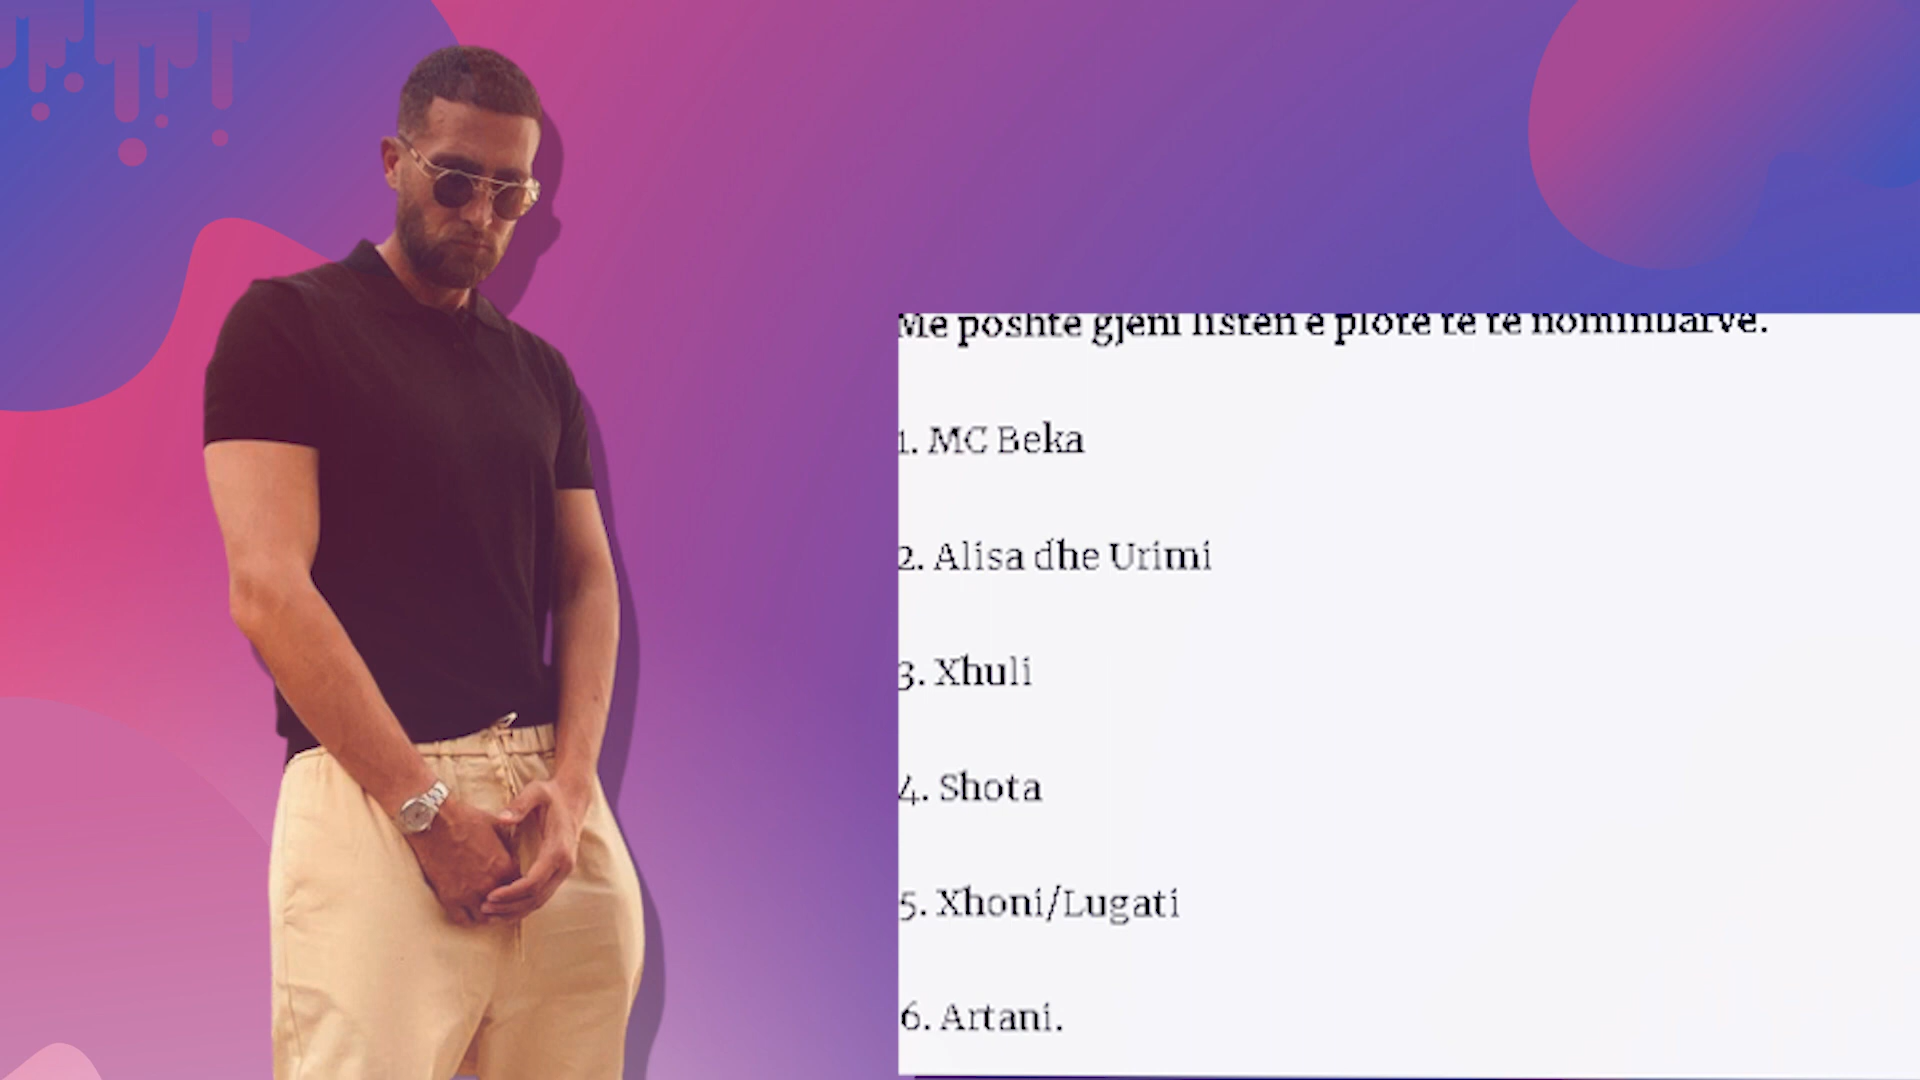 Më poshtë gjeni listën e plotë të të nominuarve.
1. MC Beka
2. Alisa dhe Urimi
3. Xhuli
4. Shota
5. Xhoni/Lugati
6. Artani.